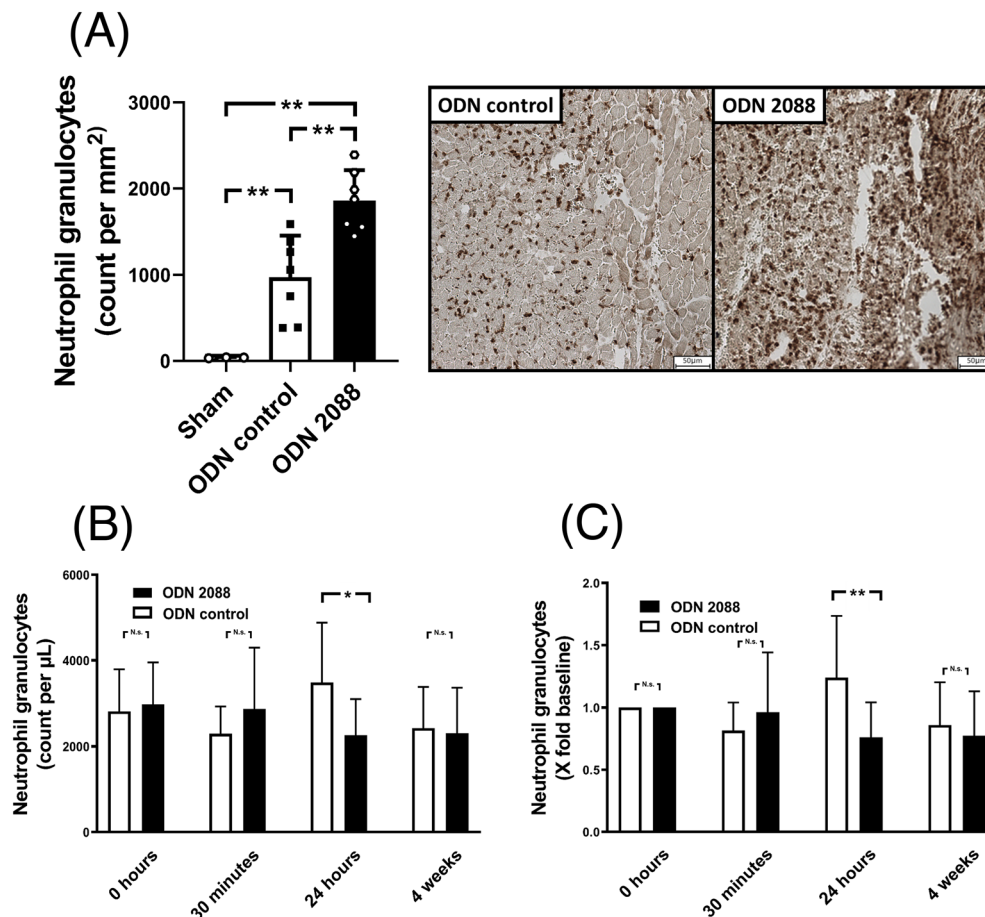 (A)
Neutrophil granulocytes
(count per mm²)
3000
2000
1000
0
**
**
**
Sham
ODN control
ODN 2088
ODN control
50µm
ODN 2088
50µm
(B)
Neutrophil granulocytes
(count per µL)
6000
4000
2000
0
ODN 2088
ODN control
N.s.
N.s.
*
N.s.
0 hours
30 minutes
24 hours
4 weeks
(C)
Neutrophil granulocytes
(X fold baseline)
2.0
1.5
1.0
0.5
0.0
ODN 2088
ODN control
N.s.
N.s.
**
N.s.
0 hours
30 minutes
24 hours
4 weeks